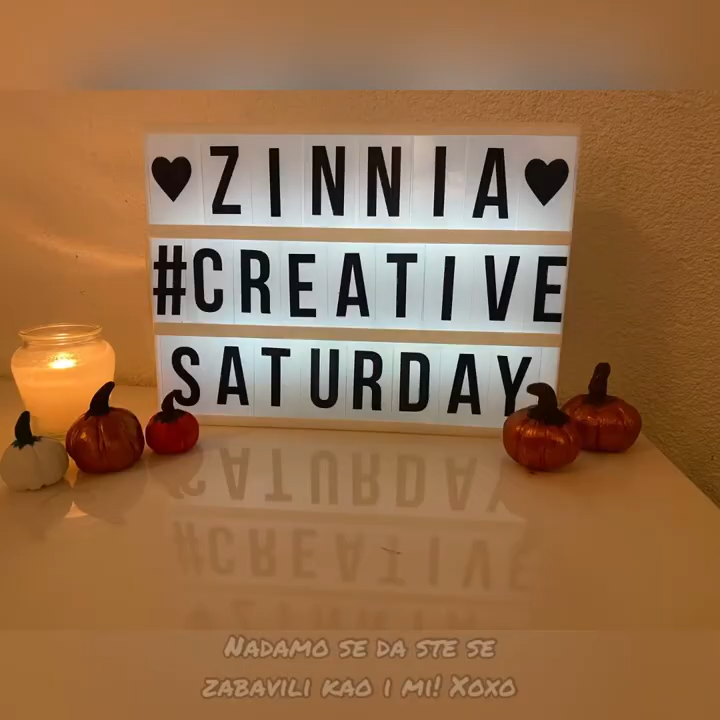 ♥ZINNIA♥
#CREATIVE
SATURDAY
NADAMO SE DA STE SE
ZABAVILI KAO I MI! XOXO